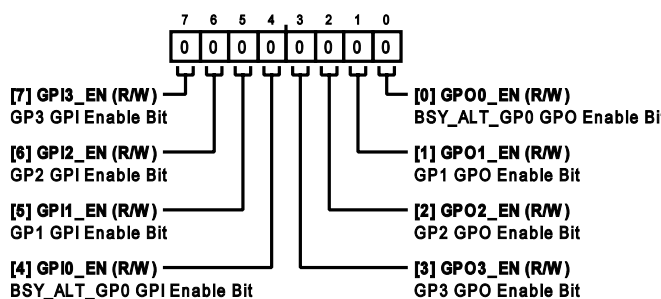 7 6 5 4 3 2 1 0
0 0 0 0 0 0 0 0
[7] GPI3_EN (R/W)
GP3 GPI Enable Bit
[6] GPI2_EN (R/W)
GP2 GPI Enable Bit
[5] GPI1_EN (R/W)
GP1 GPI Enable Bit
[4] GPI0_EN (R/W)
BSY_ALT_GP0 GPI Enable Bit
[0] GPO0_EN (R/W)
BSY_ALT_GP0 GPO Enable Bi
[1] GPO1_EN (R/W)
GP1 GPO Enable Bit
[2] GPO2_EN (R/W)
GP2 GPO Enable Bit
[3] GPO3_EN (R/W)
GP3 GPO Enable Bit